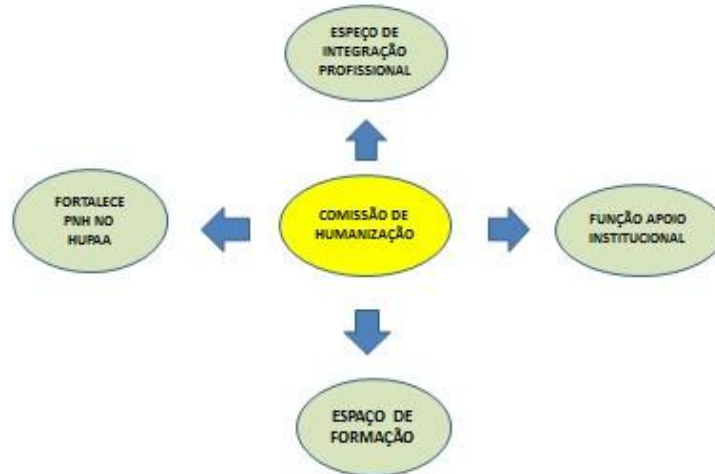 ESPEÇO DE
INTEGRAÇÃO
PROFISSIONAL
FORTALECE
PNH NO
HUPAA
COMISSÃO DE
HUMANIZAÇÃO
FUNÇÃO APOIO
INSTITUCIONAL
ESPAÇO DE
FORMAÇÃO